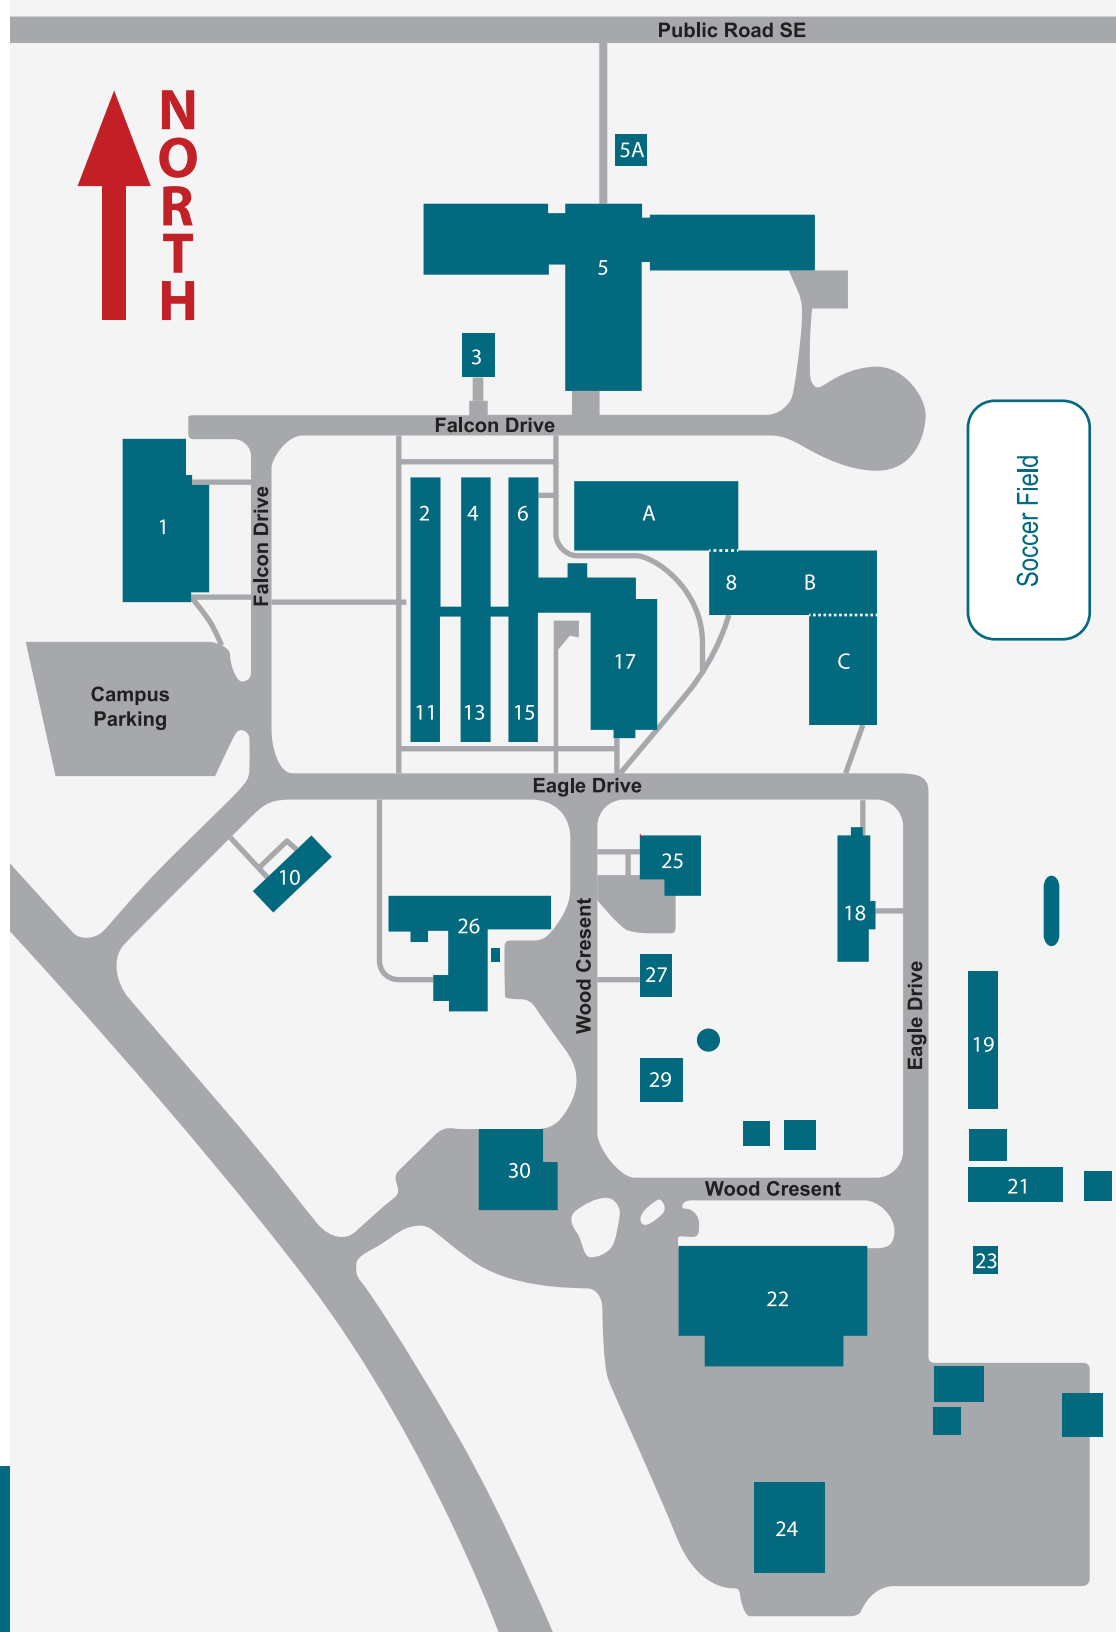 Public Road SE
NORTH
5A
5
3
Falcon Drive
Falcon Drive
1
2
4
6
A
8
B
C
Soccer Field
17
11
13
15
Campus
Parking
Eagle Drive
10
25
18
26
Wood Cresent
27
Eagle Drive
19
29
30
21
Wood Cresent
23
22
24